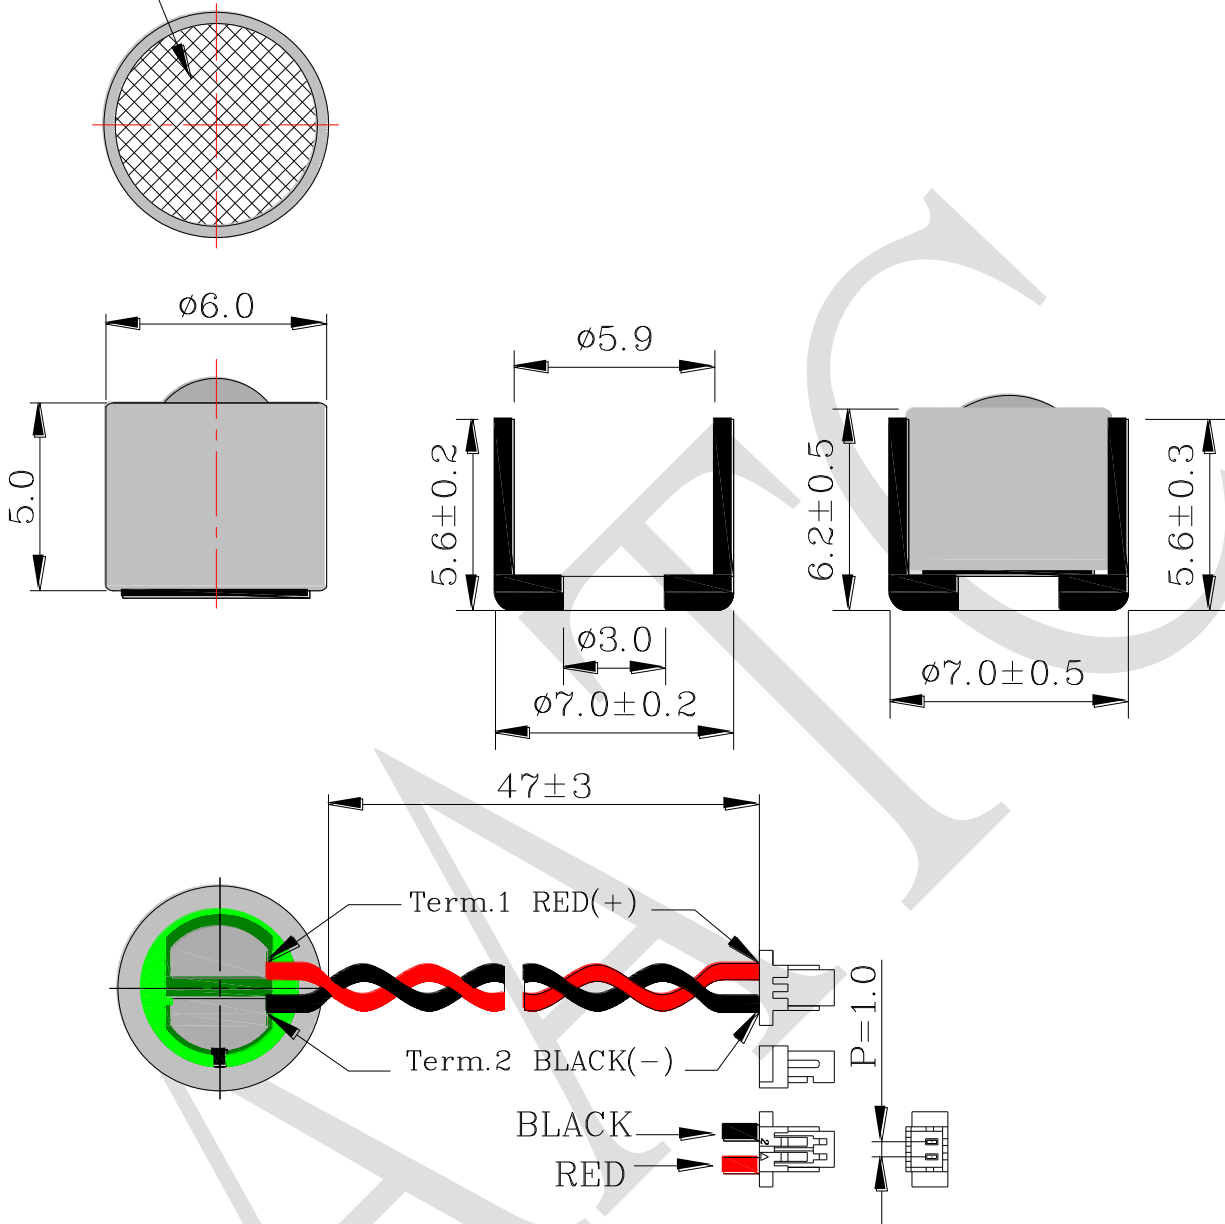 ø6.0
5.0
ø5.9
5.6±0.2
ø3.0
ø7.0±0.2
6.2±0.5
5.6±0.3
ø7.0±0.5
47±3
Term.1 RED(+)
Term.2 BLACK(-)
P=1.0
BLACK
RED
2
ATC